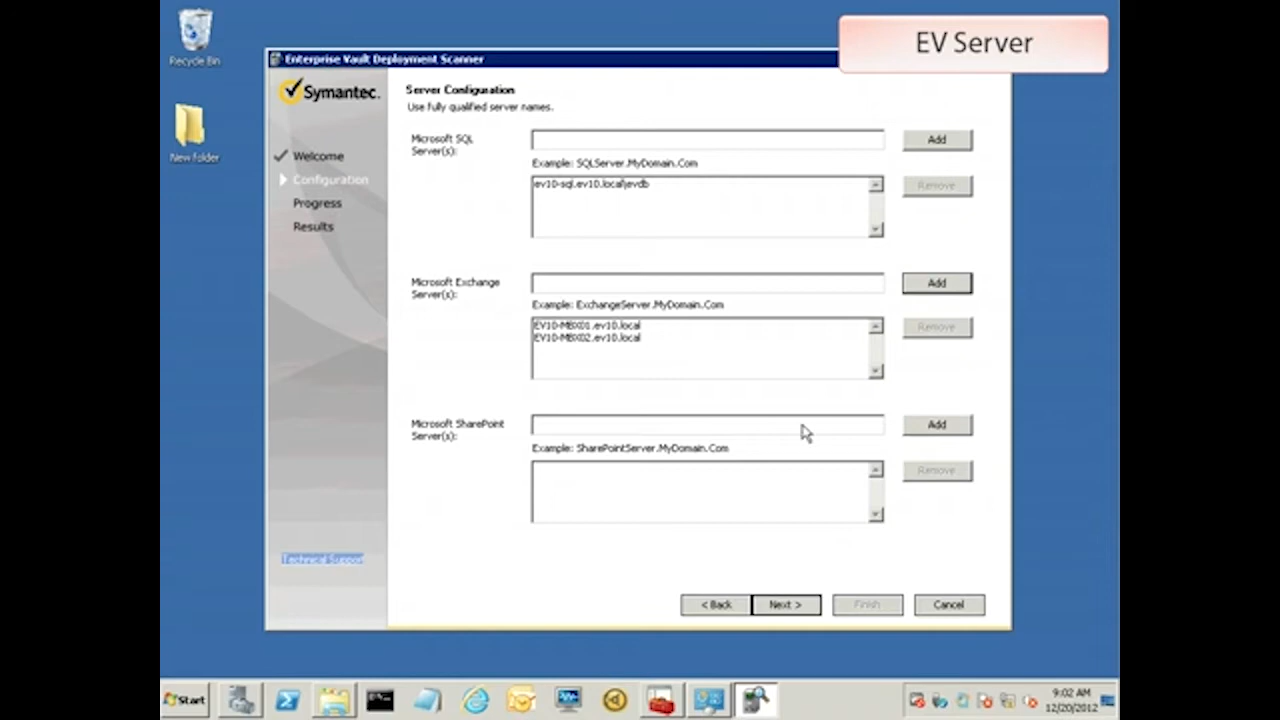 EV Server
Recycle Bin
New folder
Enterprise Vault Deployment Scanner
Symantec.
Welcome
Configuration
Progress
Results
Technical Support
Server Configuration
Use fully qualified server names.
Microsoft SQL
Server(s):
Add
Example: SQLServer.MyDomain.Com
ev10-sql.ev10.local\evdb
Remove
Microsoft Exchange
Server(s):
Add
Example: ExchangeServer.MyDomain.Com
EV10-MBX01.ev10.local
EV10-MBX02.ev10.local
Remove
Microsoft SharePoint
Server(s):
Add
Example: SharePointServer.MyDomain.Com
Remove
< Back
Next >
Finish
Cancel
Start
9:02 AM
12/20/2012